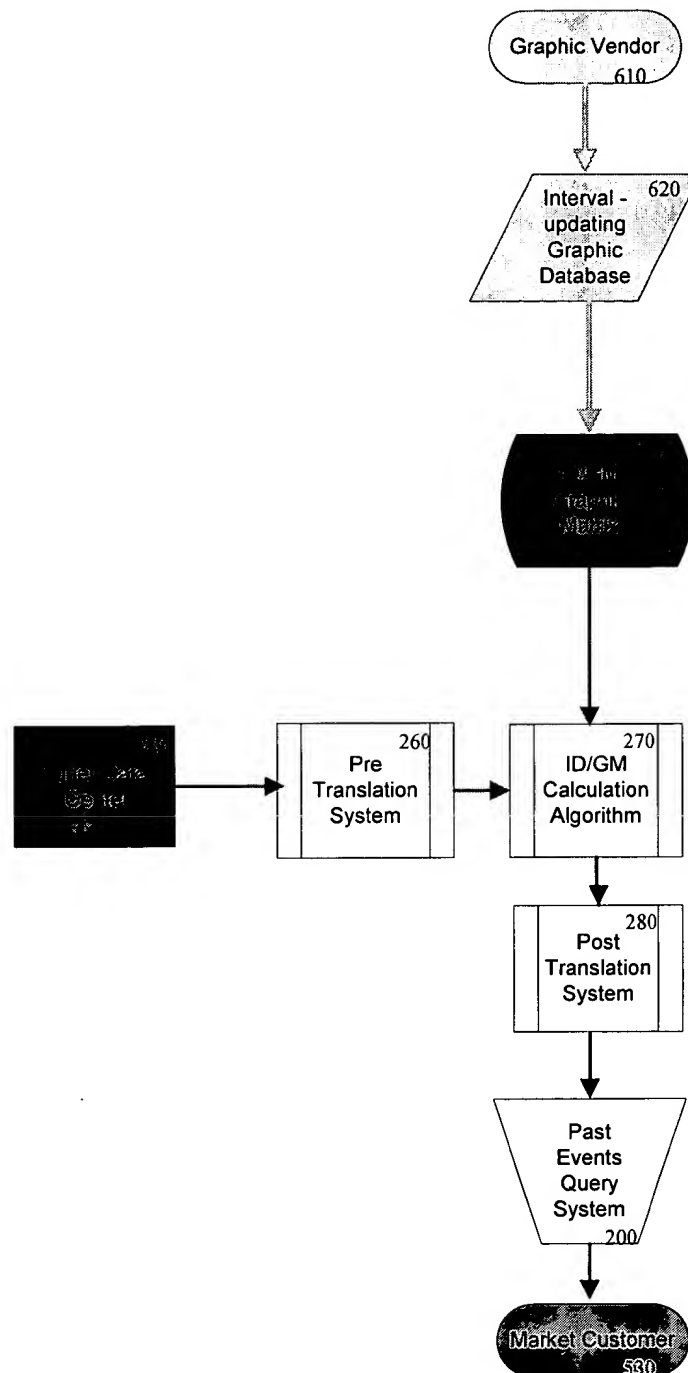 Graphic Vendor
610
620
Interval -
updating
Graphic
Database
Pre
Translation
System
260
270
ID/GM
Calculation
Algorithm
280
Post
Translation
System
Past
Events
Query
System
200
Market Customer
530